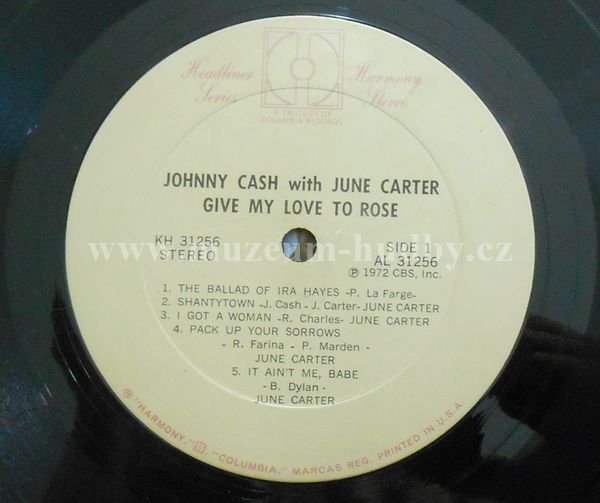 Headliner Series
Harmony Stereo
A PRODUCT OF
COLUMBIA RECORDS
JOHNNY CASH with JUNE CARTER
GIVE MY LOVE TO ROSE
KH 31256
STEREO
SIDE 1
AL 31256
℗ 1972 CBS, Inc.
www.muzeum-hudby.cz
1. THE BALLAD OF IRA HAYES -P. La Farge-
2. SHANTYTOWN -J. Cash - J. Carter- JUNE CARTER
3. I GOT A WOMAN -R. Charles- JUNE CARTER
4. PACK UP YOUR SORROWS
- R. Farina - P. Marden -
JUNE CARTER
5. IT AIN'T ME, BABE
- B. Dylan -
JUNE CARTER
® "HARMONY," "COLUMBIA," MARCAS REG. PRINTED IN U.S.A.